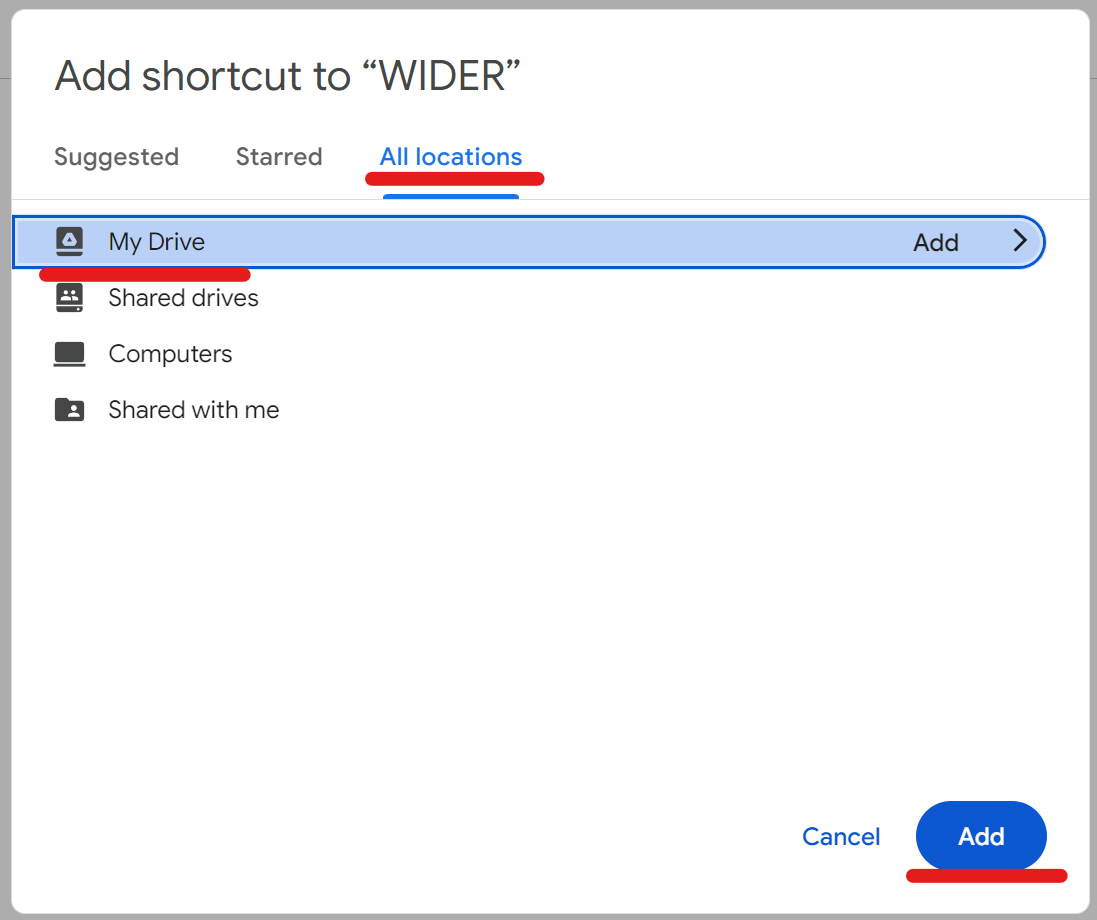 Add shortcut to “WIDER”
Suggested Starred All locations
My Drive Add
Shared drives
Computers
Shared with me
Cancel Add